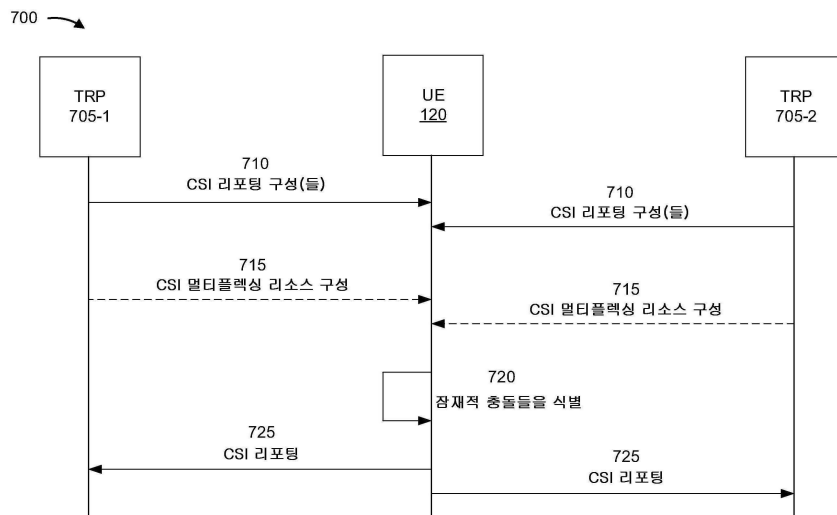 700
TRP
705-1
UE
120
TRP
705-2
710
CSI 리포팅 구성(들)
710
CSI 리포팅 구성(들)
715
CSI 멀티플렉싱 리소스 구성
715
CSI 멀티플렉싱 리소스 구성
720
잠재적 충돌들을 식별
725
CSI 리포팅
725
CSI 리포팅